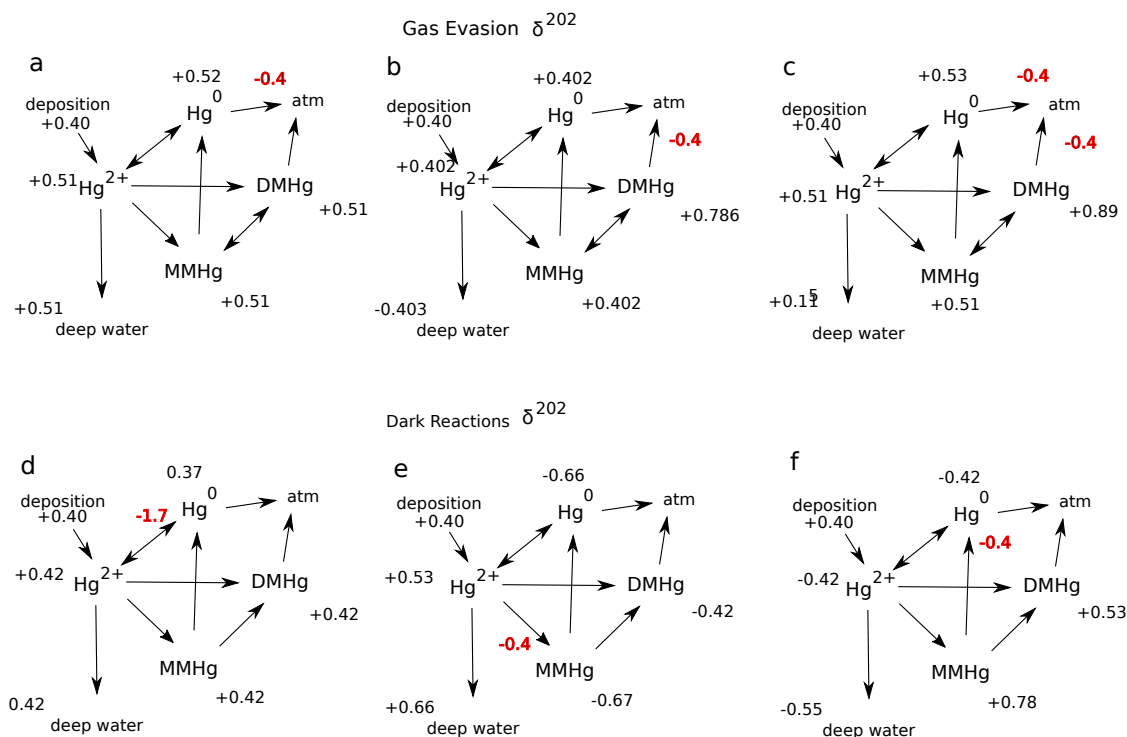 Gas Evasion δ202
a
+0.52
-0.4
deposition
+0.40
Hg0
atm
+0.51
Hg2+
DMHg
+0.51
MMHg
+0.51
+0.51
deep water
b
+0.402
deposition
+0.40
Hg0
atm
-0.4
+0.402
Hg2+
DMHg
+0.786
MMHg
+0.402
-0.403
deep water
c
+0.53
-0.4
deposition
+0.40
Hg0
atm
-0.4
+0.51
Hg2+
DMHg
+0.89
MMHg
+0.51
deep water
Dark Reactions δ202
d
0.37
deposition
+0.40
-1.7
Hg0
atm
+0.42
Hg2+
DMHg
+0.42
MMHg
+0.42
0.42
deep water
e
-0.66
deposition
+0.40
Hg0
atm
+0.53
Hg2+
DMHg
-0.42
-0.4
MMHg
-0.67
+0.66
deep water
f
-0.42
deposition
+0.40
Hg0
atm
-0.4
-0.42
Hg2+
DMHg
+0.53
MMHg
+0.78
-0.55
deep water